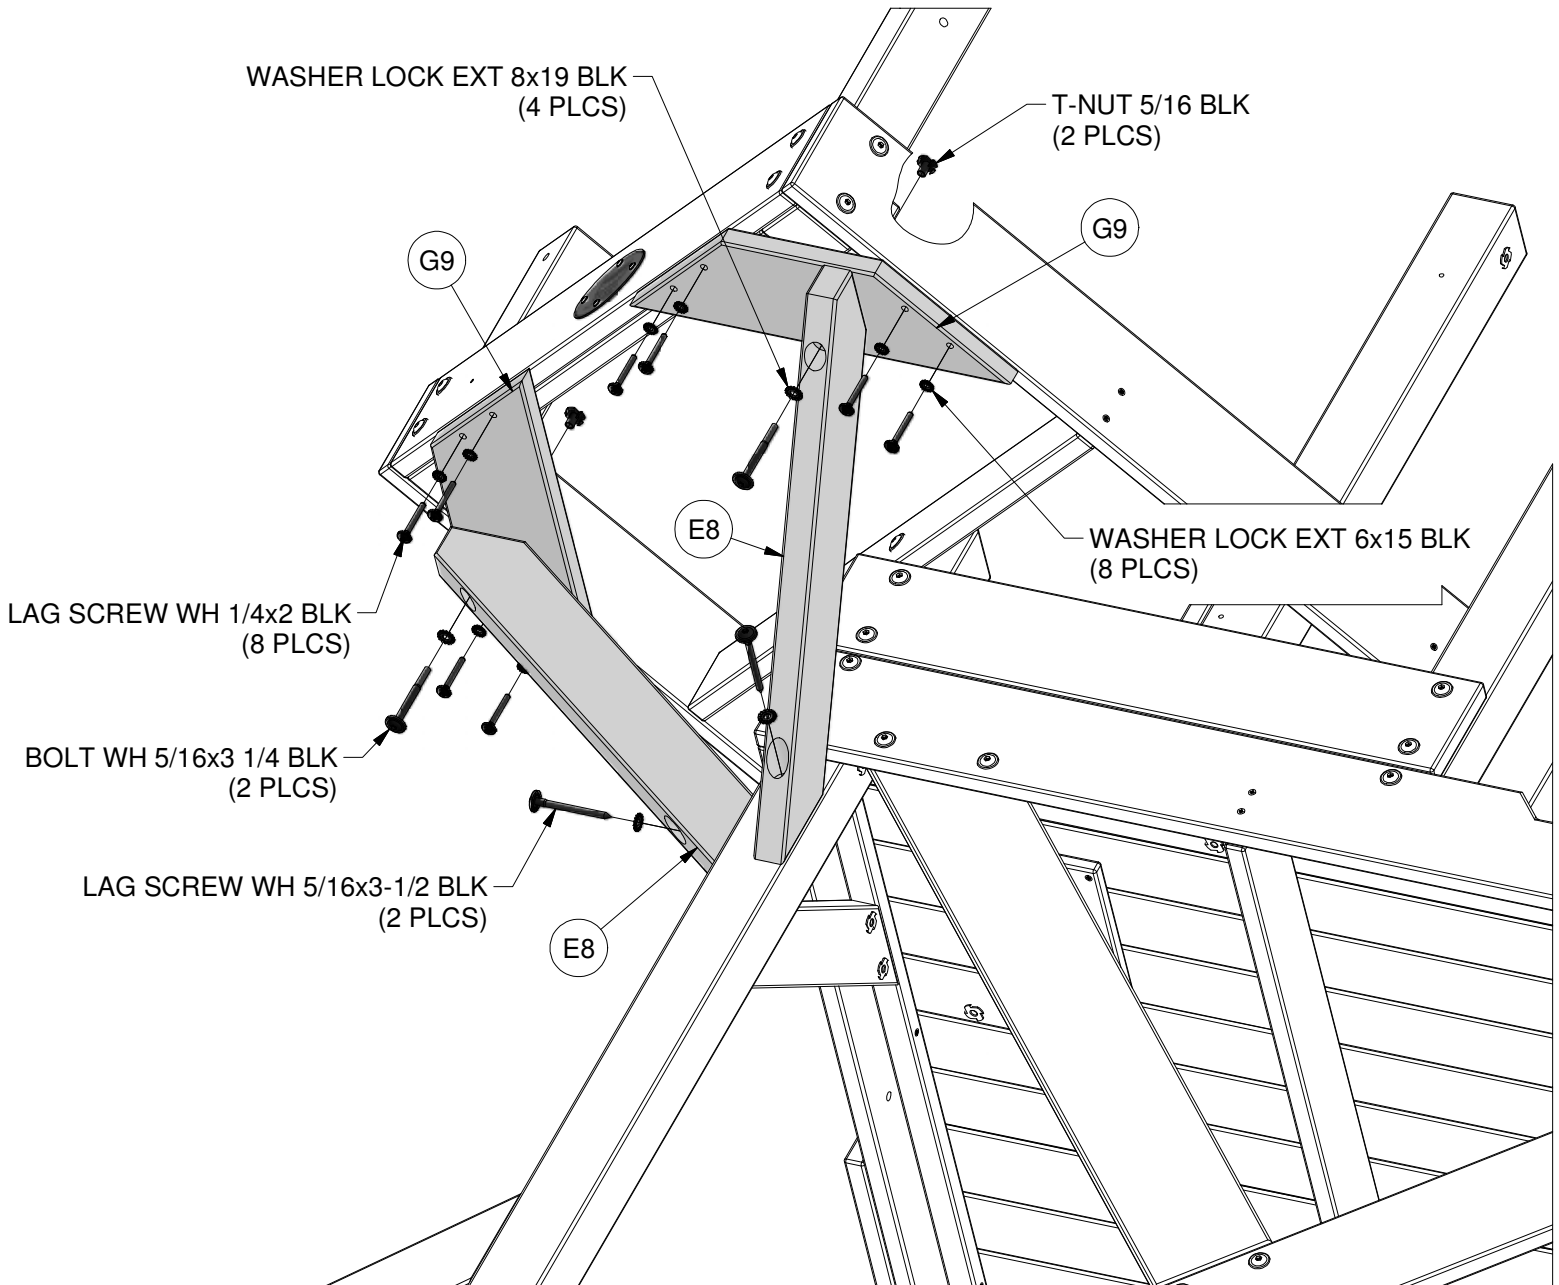 WASHER LOCK EXT 8x19 BLK
(4 PLCS)
T-NUT 5/16 BLK
(2 PLCS)
G9
G9
E8
WASHER LOCK EXT 6x15 BLK
(8 PLCS)
LAG SCREW WH 1/4x2 BLK
(8 PLCS)
BOLT WH 5/16x3 1/4 BLK
(2 PLCS)
LAG SCREW WH 5/16x3-1/2 BLK
(2 PLCS)
E8